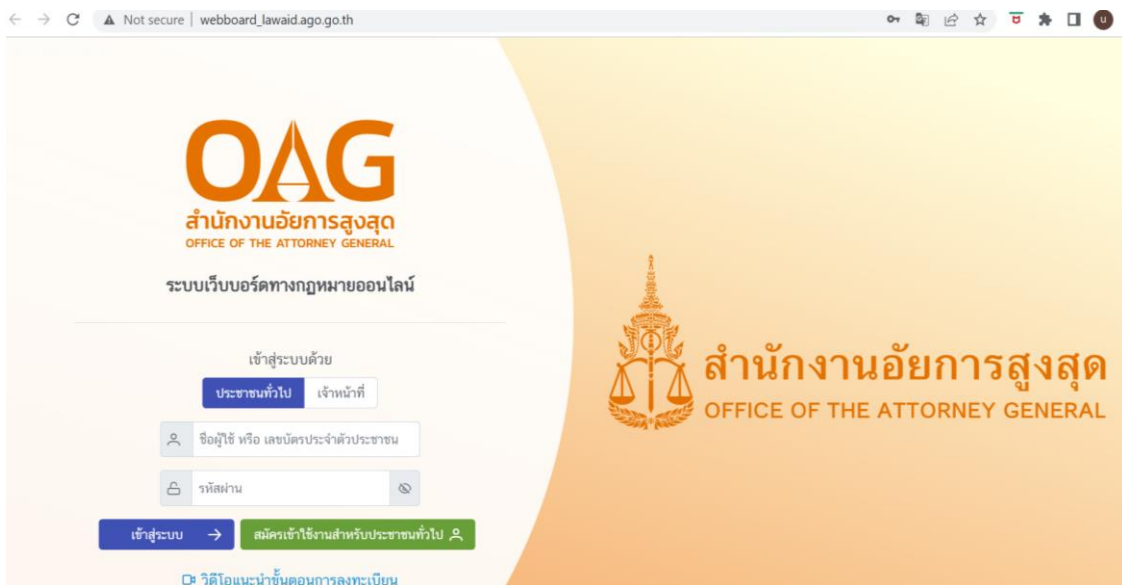 Not secure | webboard_lawaid.ago.go.th
U
OAG
สำนักงานอัยการสูงสุด
OFFICE OF THE ATTORNEY GENERAL
ระบบเว็บบอร์ดทางกฎหมายออนไลน์
เข้าสู่ระบบด้วย
ประชาชนทั่วไป เจ้าหน้าที่
ชื่อผู้ใช้ หรือ เลขบัตรประจำตัวประชาชน
รหัสผ่าน
เข้าสู่ระบบ → สมัครเข้าใช้งานสำหรับประชาชนทั่วไป
วิดีโอแนะนำขั้นตอนการลงทะเบียน
สำนักงานอัยการสูงสุด
OFFICE OF THE ATTORNEY GENERAL